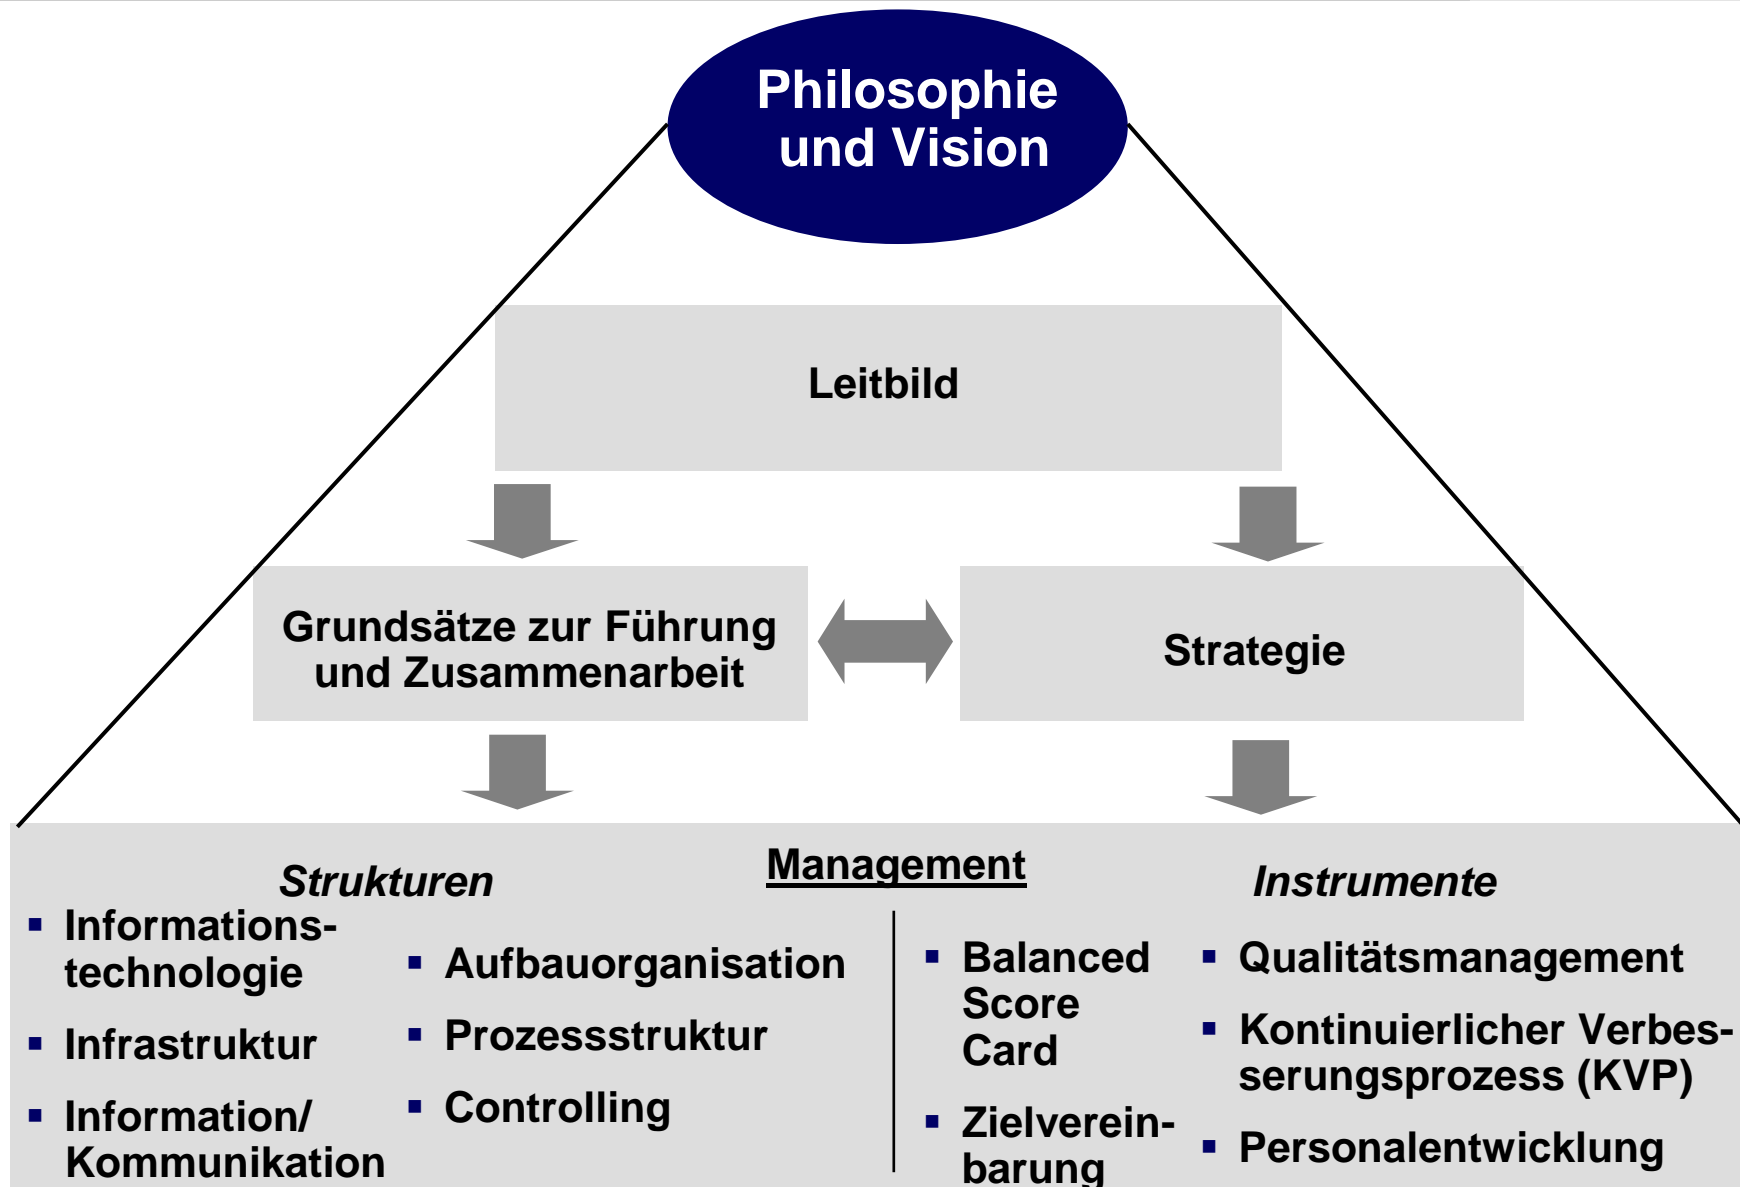 Philosophie
und Vision
Leitbild
Grundsätze zur Führung
und Zusammenarbeit
Strategie
Management
Strukturen
▪ Informations-
technologie
▪ Infrastruktur
▪ Information/
Kommunikation
▪ Aufbauorganisation
▪ Prozessstruktur
▪ Controlling
Instrumente
▪ Balanced
Score
Card
▪ Zielverein-
barung
▪ Qualitätsmanagement
▪ Kontinuierlicher Verbes-
serungsprozess (KVP)
▪ Personalentwicklung